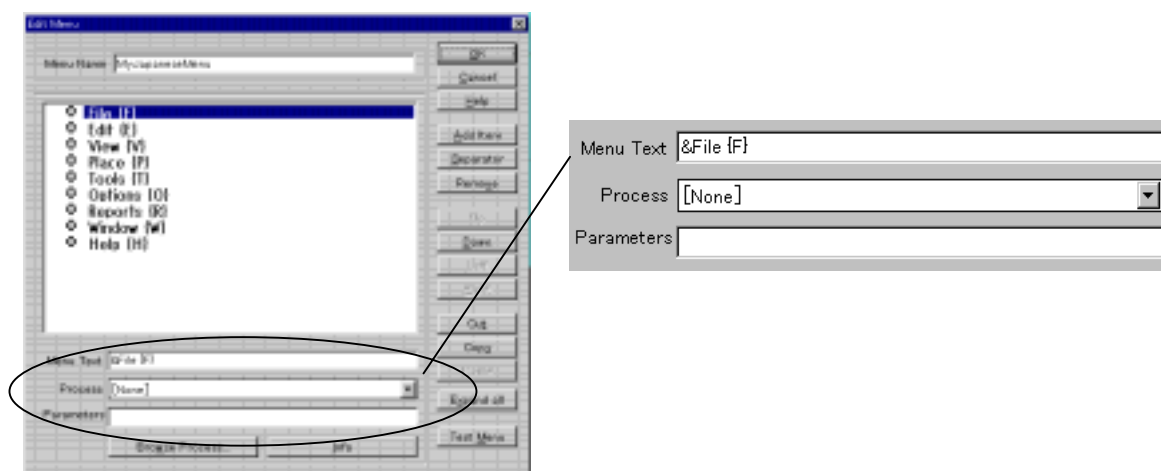 Edit Menu
Menu Name MyJapaneseMenu
OK
Cancel
Help
File {F}
Edit {E}
View {V}
Place {P}
Tools {T}
Options {O}
Reports {R}
Window {W}
Help {H}
Add Item
Separator
Remove
Up
Down
Cut
Copy
Expand all
Test Menu
Menu Text &File {F}
Process [None]
Parameters
Browse Process...
Info
Menu Text &File {F}
Process [None]
Parameters